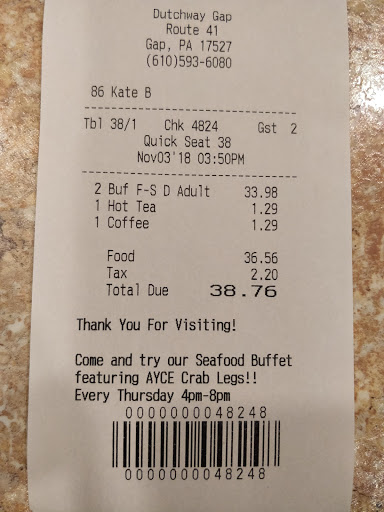 Dutchway Gap
Route 41
Gap, PA 17527
(610)593-6080
86 Kate B
Tbl 38/1 Chk 4824 Gst 2
Quick Seat 38
Nov03'18 03:50PM
2 Buf F-S D Adult 33.98
1 Hot Tea 1.29
1 Coffee 1.29
Food 36.56
Tax 2.20
Total Due 38.76
Thank You For Visiting!
Come and try our Seafood Buffet
featuring AYCE Crab Legs!!
Every Thursday 4pm-8pm
0000000048248
0000000048248